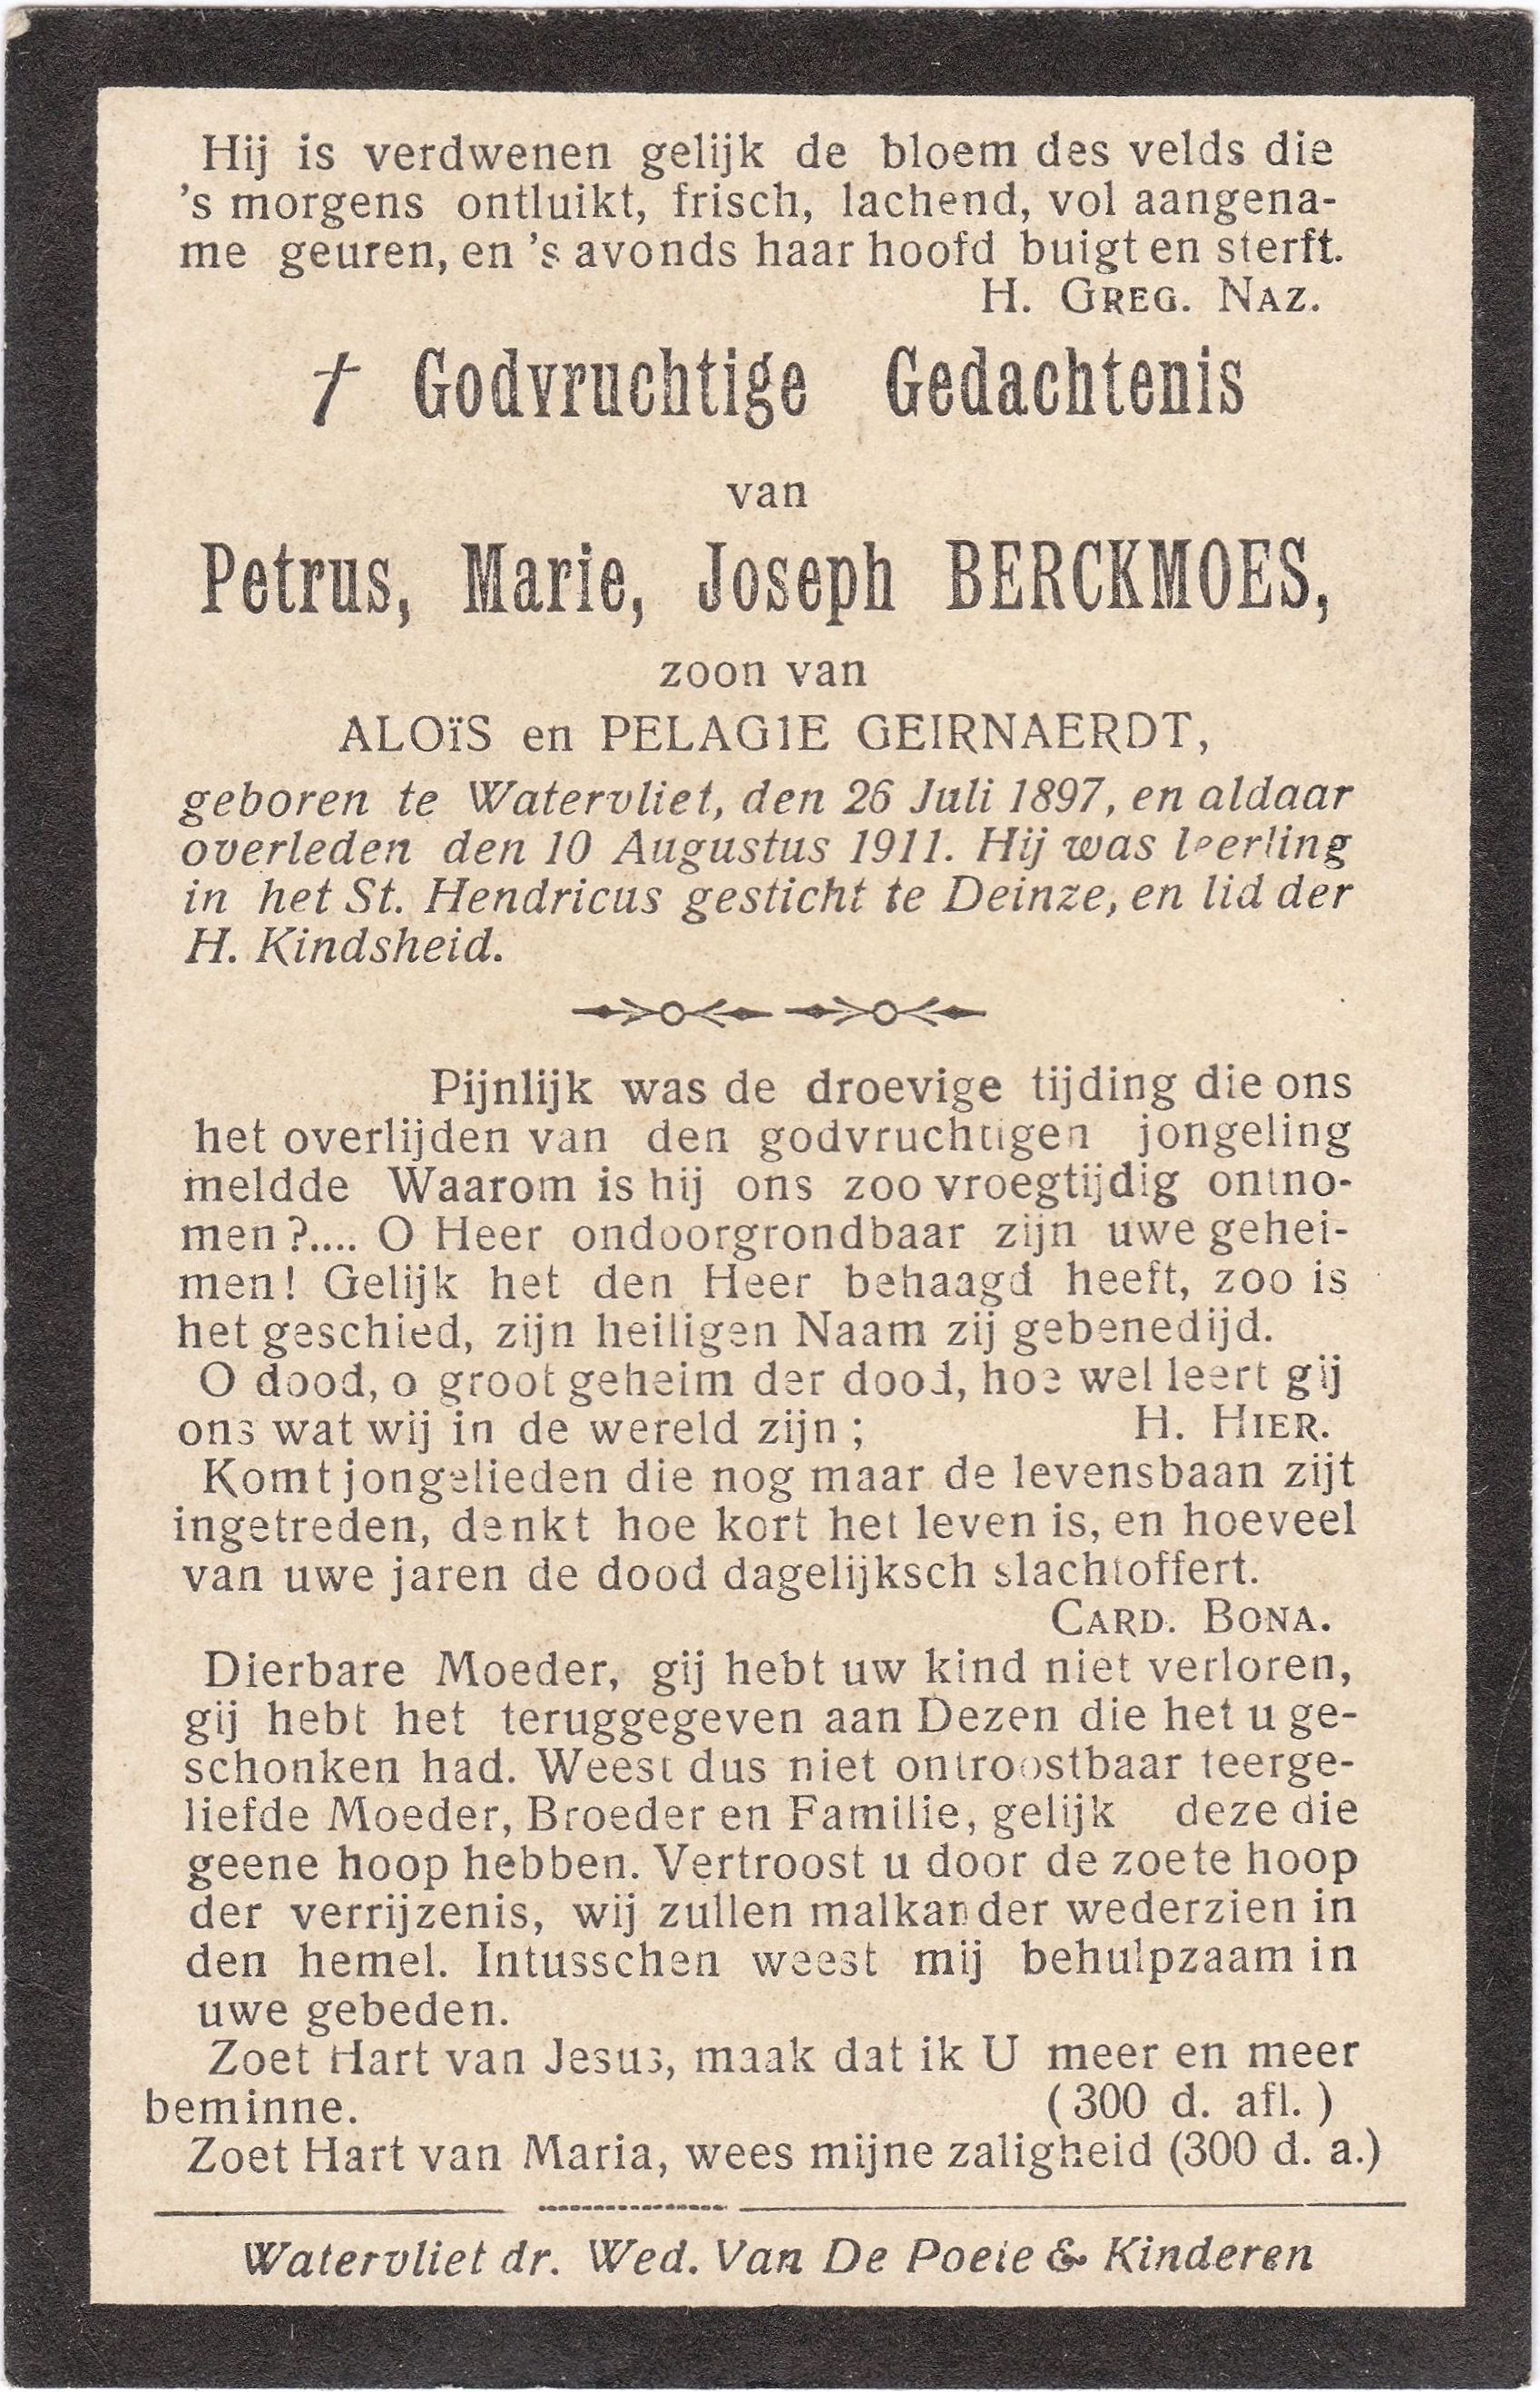 Hij is verdwenen gelijk de bloem des velds die
's morgens ontluikt, frisch, lachend, vol aangena-
me geuren, en 's avonds haar hoofd buigt en sterft.
H. GREG. NAZ.
† Godvruchtige Gedachtenis
van
Petrus, Marie, Joseph BERCKMOES,
zoon van
ALOïS en PELAG1E GEIRNAERDT,
geboren te Watervliet, den 26 Juli 1897, en aldaar
overleden den 10 Augustus 1911. Hij was leerling
in het St. Hendricus gesticht te Deinze, en lid der
H. Kindsheid.
Pijnlijk was de droevige tijding die ons
het overlijden van den godvruchtigen jongeling
meldde Waarom is hij ons zoo vroegtijdig ontno-
men ?.... O Heer ondoorgrondbaar zijn uwe gehei-
men ! Gelijk het den Heer behaagd heeft, zoo is
het geschied, zijn heiligen Naam zij gebenedijd.
O dood, o groot geheim der dood, hoe wel leert gij
ons wat wij in de wereld zijn ; H. HIER.
Komt jongelieden die nog maar de levensbaan zijt
ingetreden, denkt hoe kort het leven is, en hoeveel
van uwe jaren de dood dagelijksch slachtoffert.
CARD. BONA.
Dierbare Moeder, gij hebt uw kind niet verloren,
gij hebt het teruggegeven aan Dezen die het u ge-
schonken had. Weest dus niet ontroostbaar teerge-
liefde Moeder, Broeder en Familie, gelijk deze die
geene hoop hebben. Vertroost u door de zoete hoop
der verrijzenis, wij zullen malkander wederzien in
den hemel. Intusschen weest mij behulpzaam in
uwe gebeden.
Zoet Hart van Jesus, maak dat ik U meer en meer
beminne. (300 d. afl.)
Zoet Hart van Maria, wees mijne zaligheid (300 d. a.)
Watervliet dr. Wed. Van De Poele & Kinderen